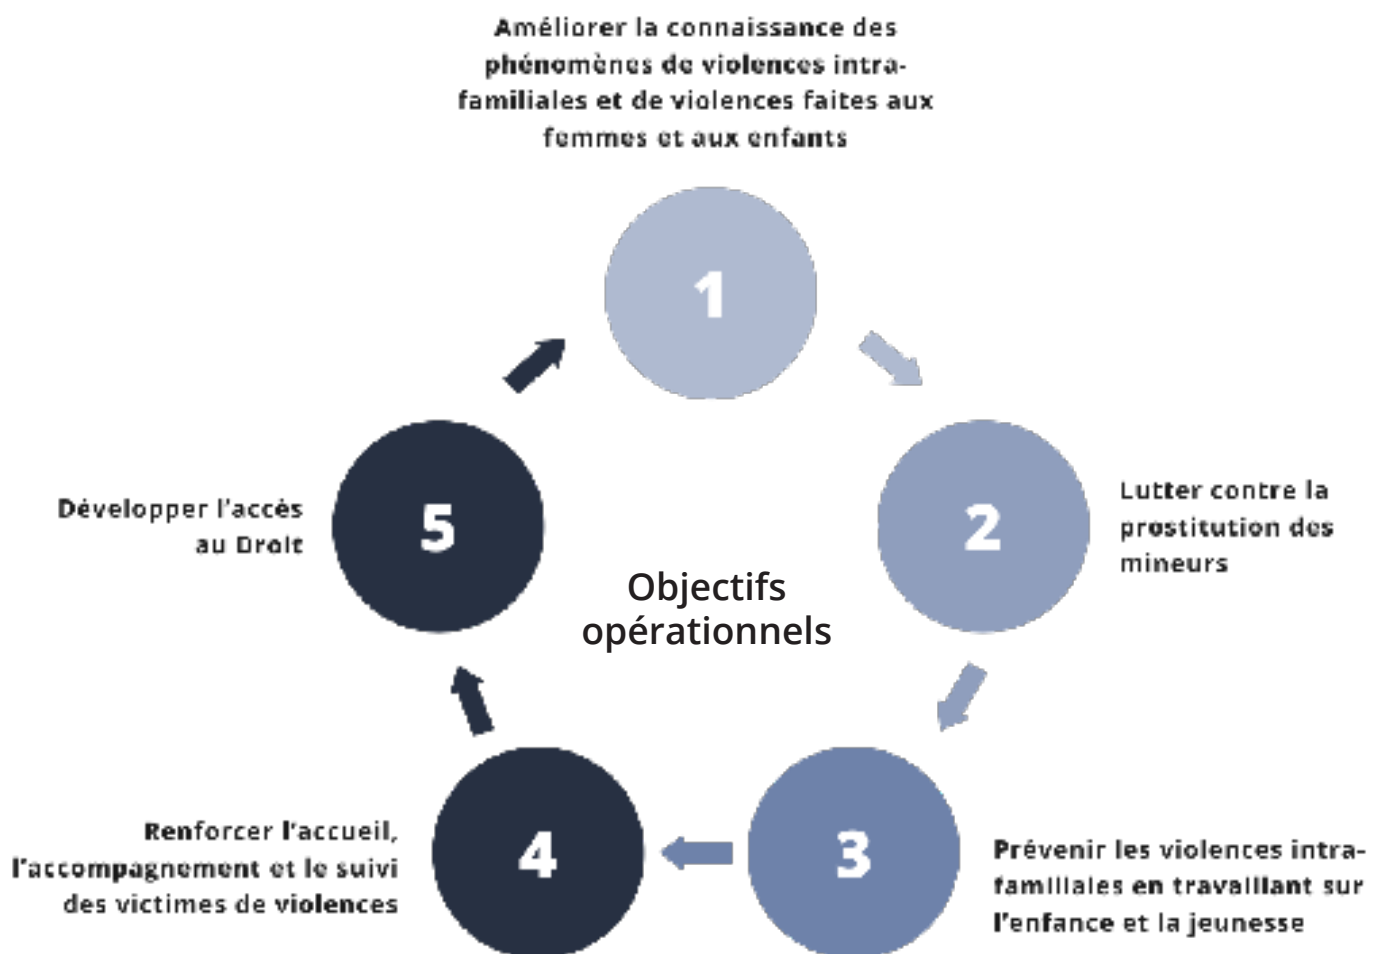 Améliorer la connaissance des
phénomènes de violences intra-
familiales et de violences faites aux
femmes et aux enfants
1
2
Lutter contre la
prostitution des
mineurs
3
Prévenir les violences intra-
familiales en travaillant sur
l'enfance et la jeunesse
4
Renforcer l'accueil,
l'accompagnement et le suivi
des victimes de violences
5
Développer l'accès
au Droit
Objectifs
opérationnels